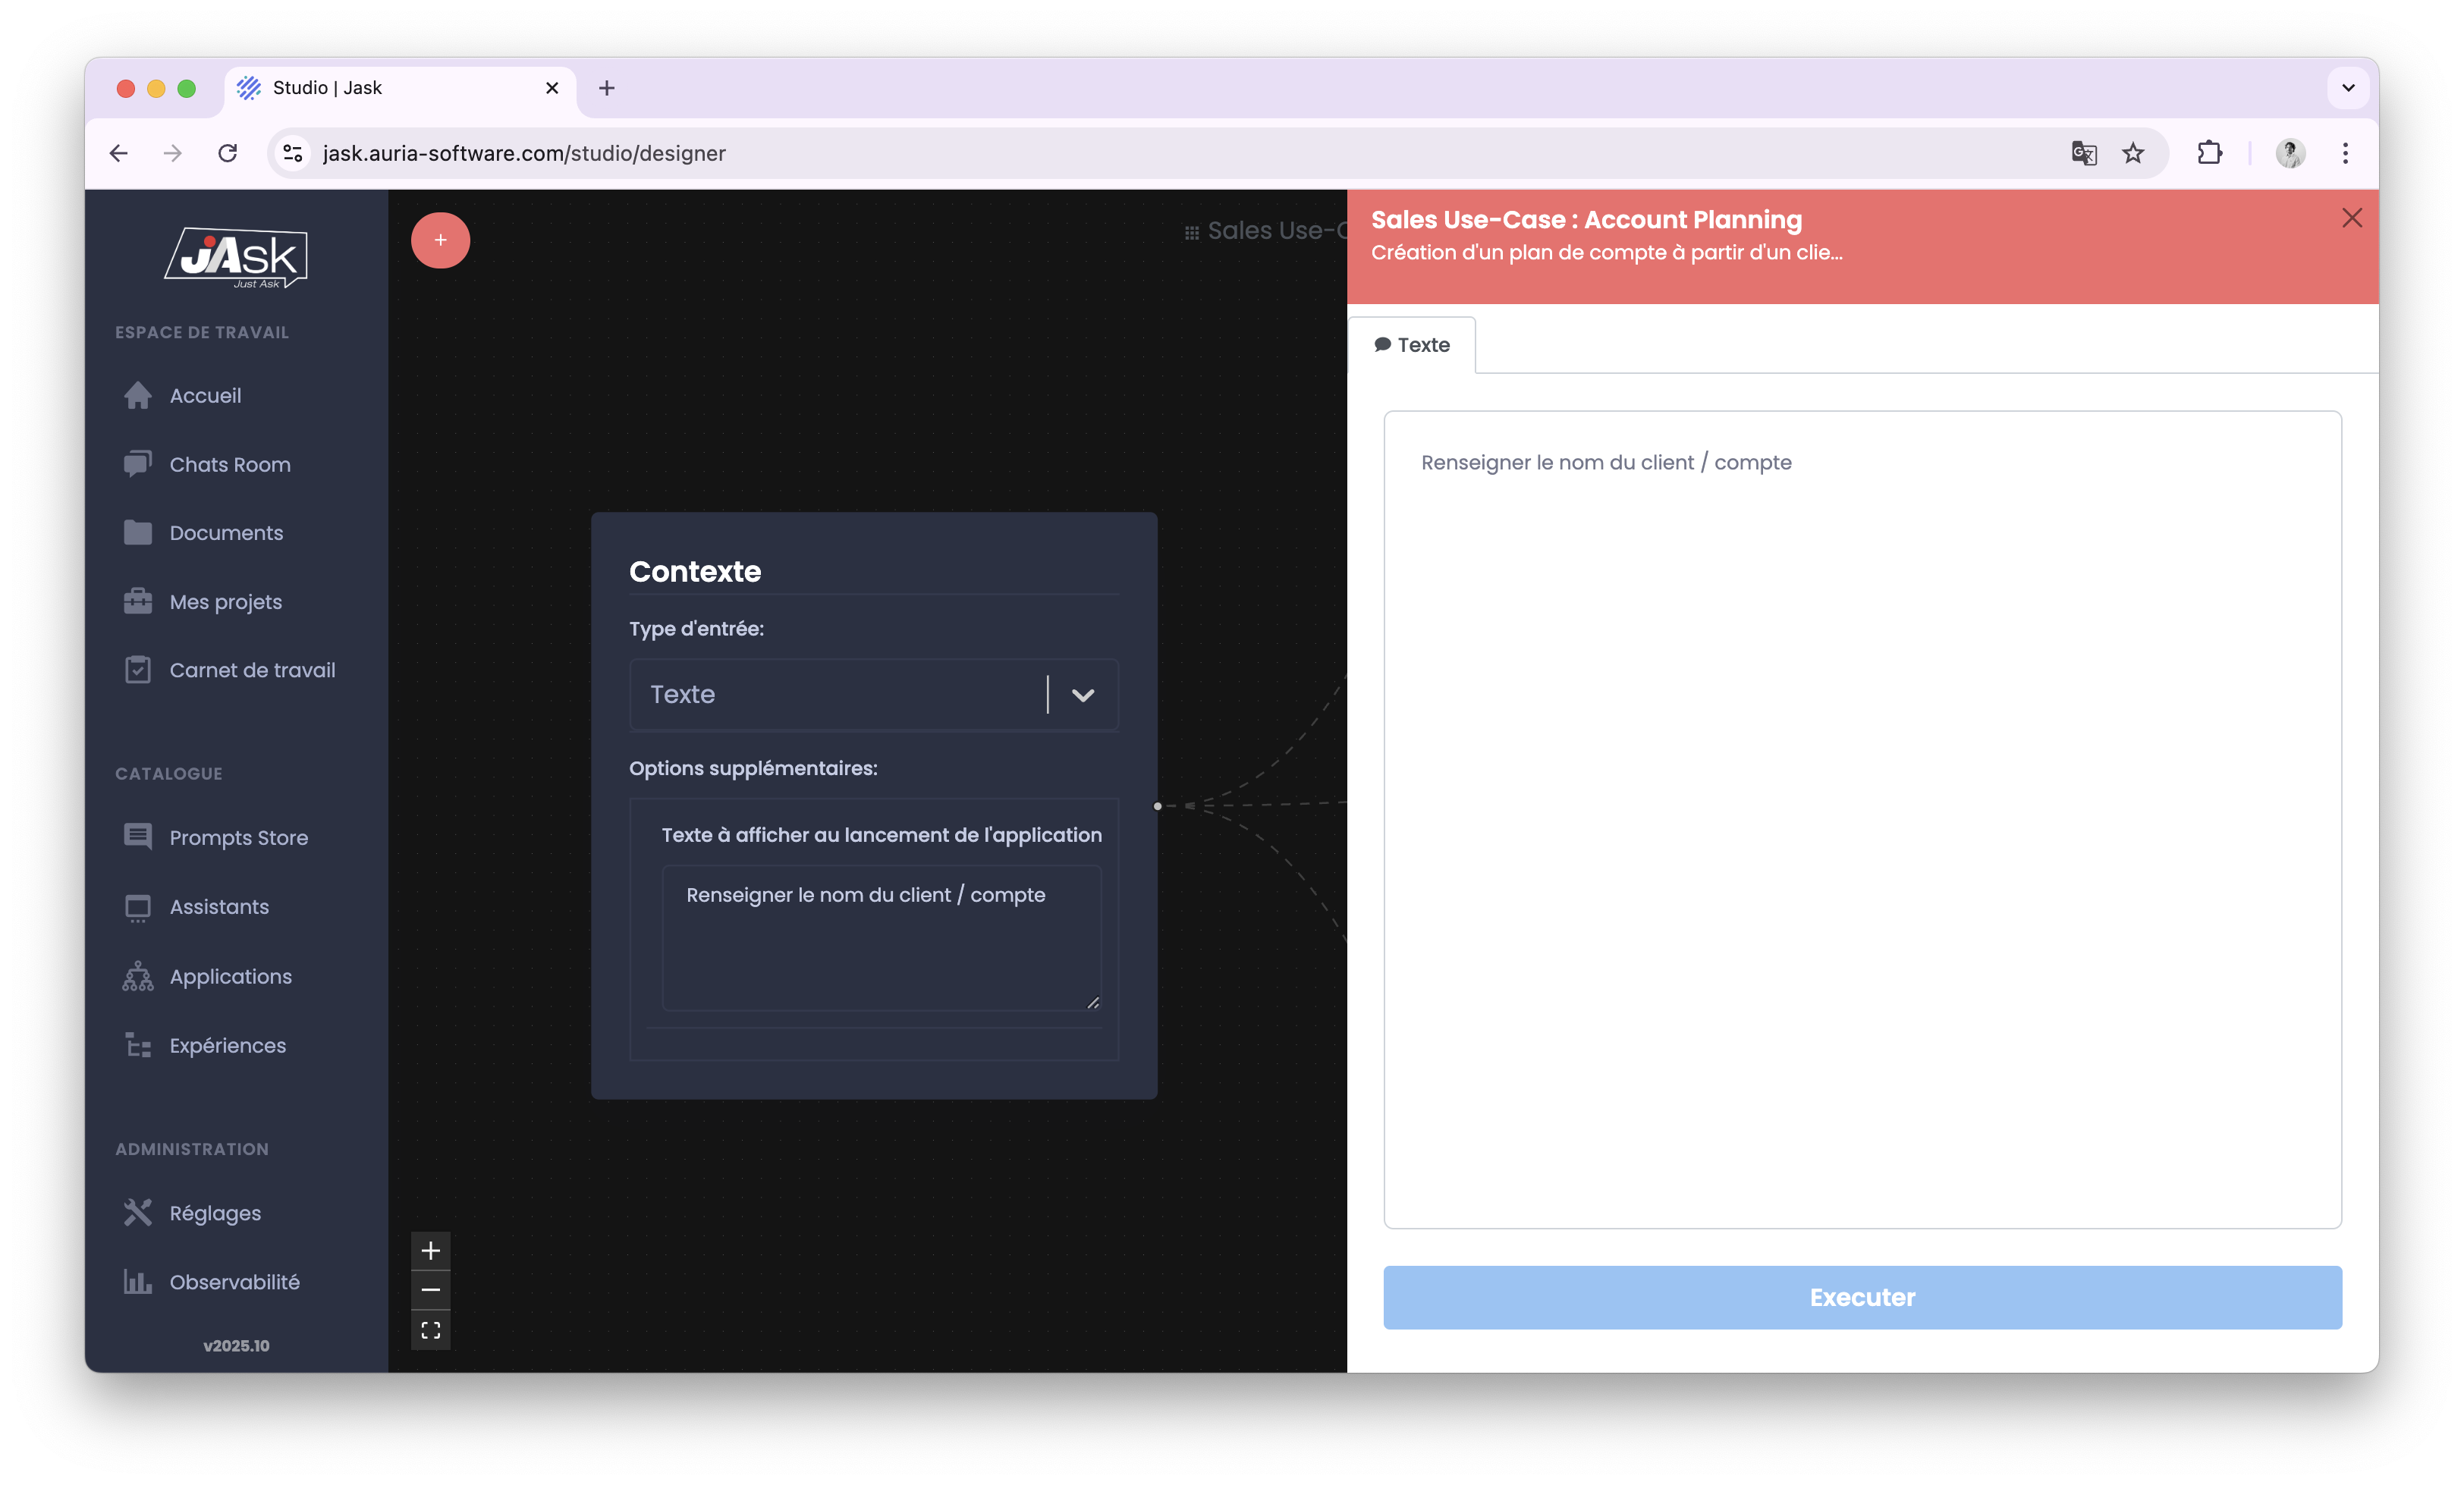 Studio | Jask
jask.auria-software.com/studio/designer
jAsk
Just Ask
ESPACE DE TRAVAIL
Accueil
Chats Room
Documents
Mes projets
Carnet de travail
CATALOGUE
Prompts Store
Assistants
Applications
Expériences
ADMINISTRATION
Réglages
Observabilité
v2025.10
+
Sales Use-C
Contexte
Type d'entrée:
Texte
Options supplémentaires:
Texte à afficher au lancement de l'application
Renseigner le nom du client / compte
Sales Use-Case : Account Planning
Création d'un plan de compte à partir d'un clie...
Texte
Renseigner le nom du client / compte
Executer